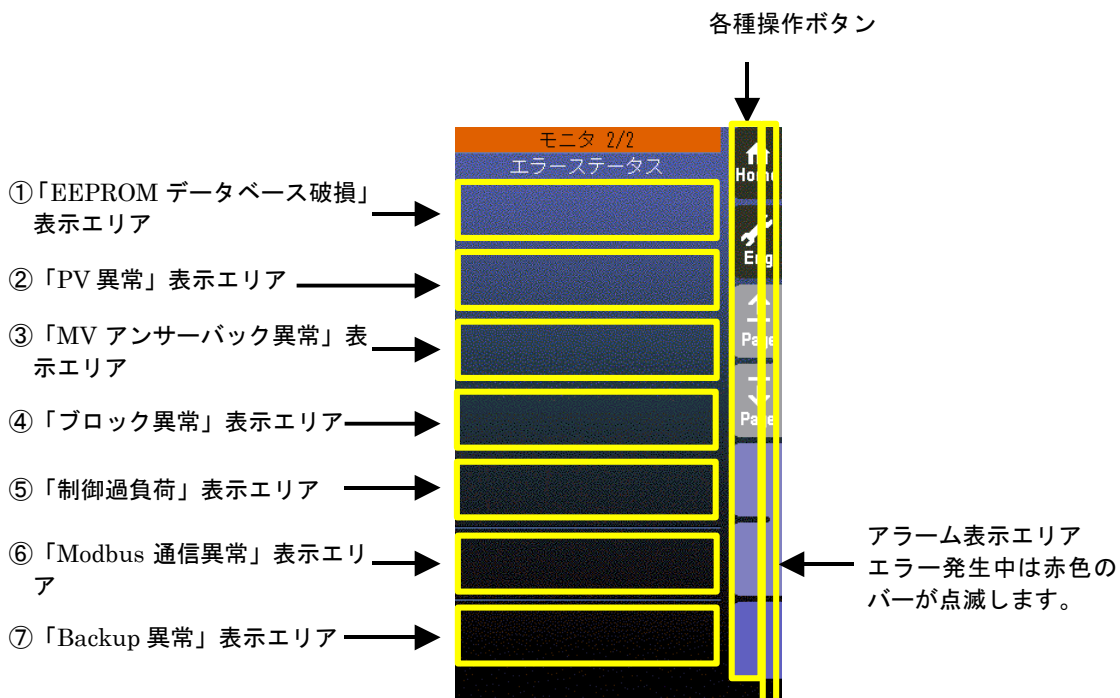 各種操作ボタン
モニタ 2/2
エラーステータス
Home
Eng
Page
Page
①「EEPROM データベース破損」
表示エリア
②「PV 異常」表示エリア
③「MV アンサーバック異常」表
示エリア
④「ブロック異常」表示エリア
⑤「制御過負荷」表示エリア
⑥「Modbus 通信異常」表示エリ
ア
⑦「Backup 異常」表示エリア
アラーム表示エリア
エラー発生中は赤色の
バーが点滅します。